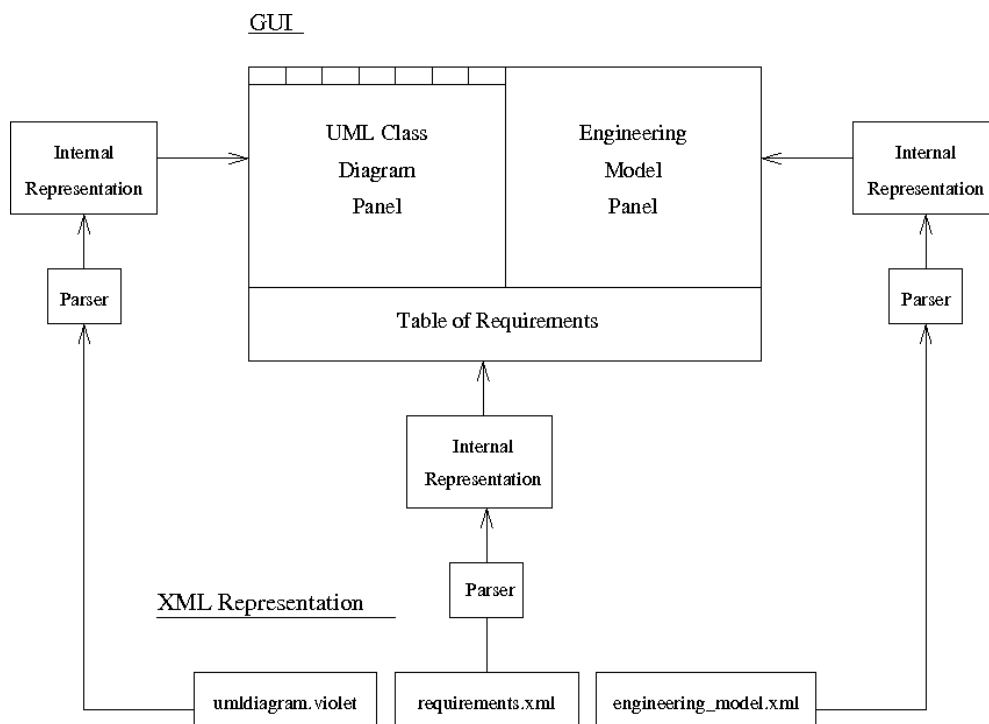 GUI
UML Class
Diagram
Panel
Engineering
Model
Panel
Internal
Representation
Internal
Representation
Parser
Parser
Table of Requirements
Internal
Representation
Parser
XML Representation
umldiagram.violet
requirements.xml
engineering_model.xml